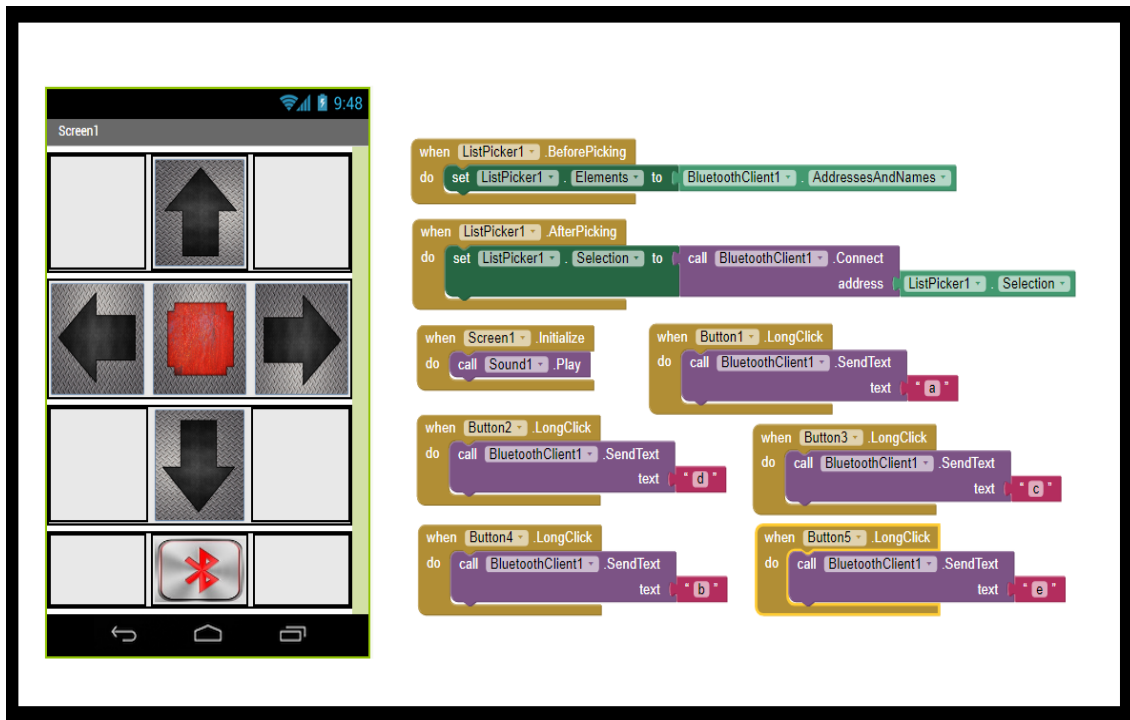 9:48
Screen1
when ListPicker1 .BeforePicking
do set ListPicker1 . Elements to BluetoothClient1 . AddressesAndNames
when ListPicker1 .AfterPicking
do set ListPicker1 . Selection to call BluetoothClient1 .Connect
address ListPicker1 . Selection
when Screen1 .Initialize
do call Sound1 .Play
when Button1 .LongClick
do call BluetoothClient1 .SendText
text " a "
when Button2 .LongClick
do call BluetoothClient1 .SendText
text " d "
when Button3 .LongClick
do call BluetoothClient1 .SendText
text " c "
when Button4 .LongClick
do call BluetoothClient1 .SendText
text " b "
when Button5 .LongClick
do call BluetoothClient1 .SendText
text " e "